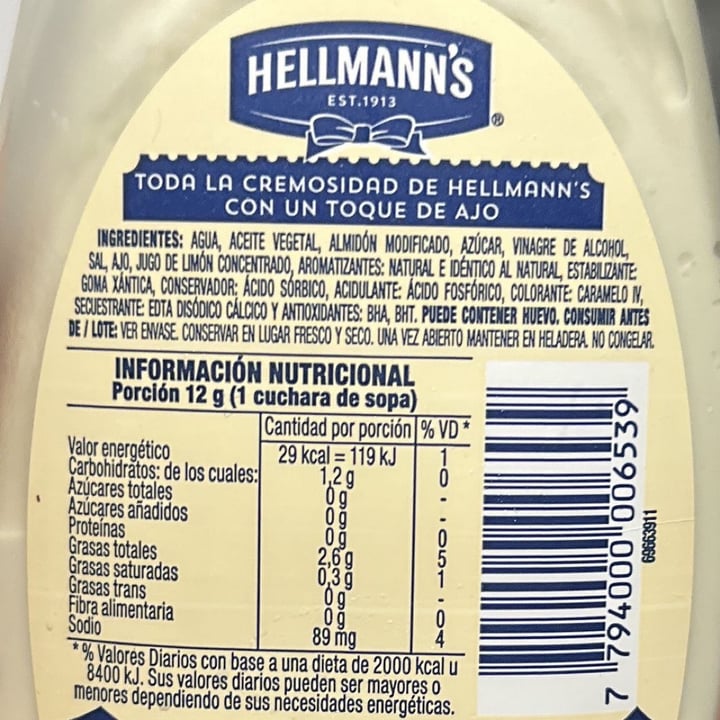 HELLMANN'S
EST.1913
®
TODA LA CREMOSIDAD DE HELLMANN'S
CON UN TOQUE DE AJO
INGREDIENTES: AGUA, ACEITE VEGETAL, ALMIDÓN MODIFICADO, AZÚCAR, VINAGRE DE ALCOHOL,
SAL, AJO, JUGO DE LIMÓN CONCENTRADO, AROMATIZANTES: NATURAL E IDÉNTICO AL NATURAL, ESTABILIZANTE:
GOMA XÁNTICA, CONSERVADOR: ÁCIDO SÓRBICO, ACIDULANTE: ÁCIDO FOSFÓRICO, COLORANTE: CARAMELO IV,
SECUESTRANTE: EDTA DISÓDICO CÁLCICO Y ANTIOXIDANTES: BHA, BHT. PUEDE CONTENER HUEVO. CONSUMIR ANTES
DE / LOTE: VER ENVASE. CONSERVAR EN LUGAR FRESCO Y SECO. UNA VEZ ABIERTO MANTENER EN HELADERA. NO CONGELAR.
INFORMACIÓN NUTRICIONAL
Porción 12 g (1 cuchara de sopa)
Cantidad por porción % VD *
Valor energético 29 kcal = 119 kJ 1
Carbohidratos: de los cuales: 1,2 g 0
Azúcares totales 0 g -
Azúcares añadidos 0 g -
Proteínas 0 g 0
Grasas totales 2,6 g 5
Grasas saturadas 0,3 g 1
Grasas trans 0 g -
Fibra alimentaria 0 g 0
Sodio 89 mg 4
* % Valores Diarios con base a una dieta de 2000 kcal u
8400 kJ. Sus valores diarios pueden ser mayores o
menores dependiendo de sus necesidades energéticas.
7 794000 006539
69663911